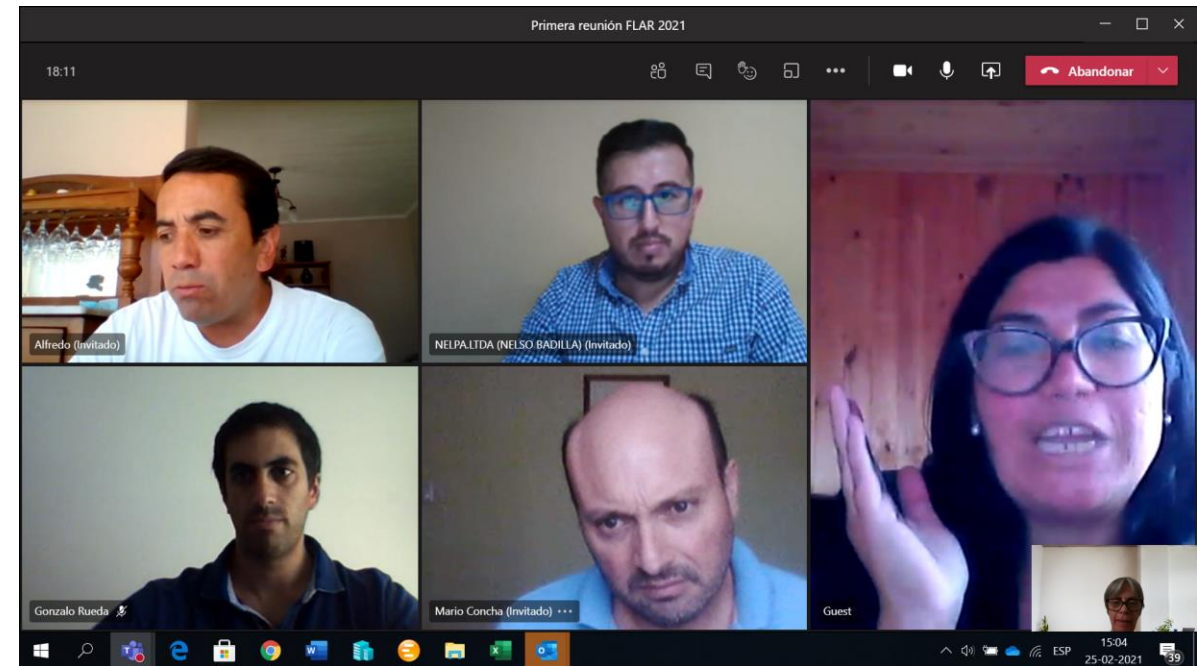 Primera reunión FLAR 2021
18:11
Abandonar
Alfredo (Invitado)
NELPA.LTDA (NELSO BADILLA) (Invitado)
Gonzalo Rueda
Mario Concha (Invitado)
Guest
ESP
15:04
25-02-2021
39